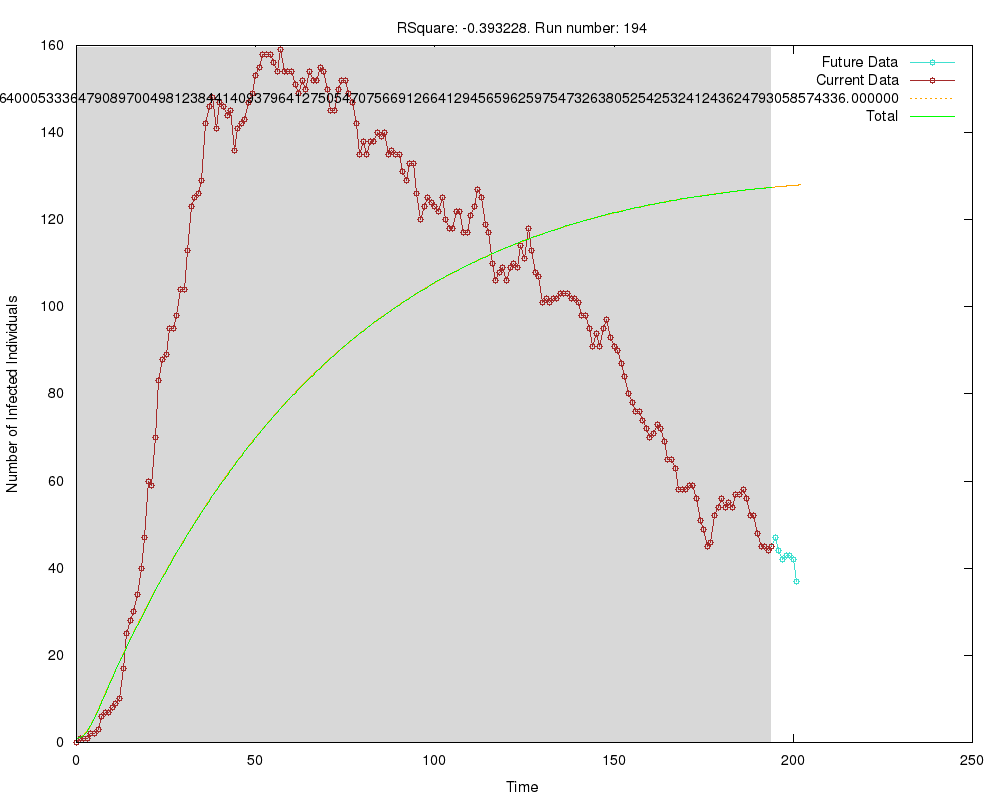 RSquare: -0.393228. Run number: 194
160
140
120
100
80
60
40
20
0
0
50
100
150
200
250
Number of Infected Individuals
Time
Future Data
Current Data
Total